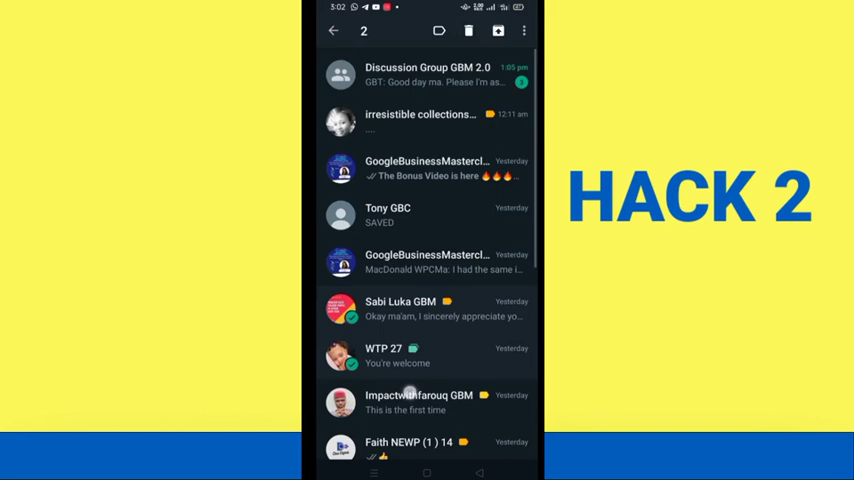 3:02
2
Discussion Group GBM 2.0 1:05 pm
GBT: Good day ma. Please I'm as... 3
irresistible collections... 12:11 am
....
GoogleBusinessMastercl... Yesterday
The Bonus Video is here 🔥🔥🔥...
Tony GBC Yesterday
SAVED
GoogleBusinessMastercl... Yesterday
MacDonald WPCMa: I had the same i...
Sabi Luka GBM Yesterday
Okay ma'am, I sincerely appreciate yo...
WTP 27 Yesterday
You're welcome
Impactwithfarouq GBM Yesterday
This is the first time
Faith NEWP (1 ) 14 Yesterday
👍
HACK 2